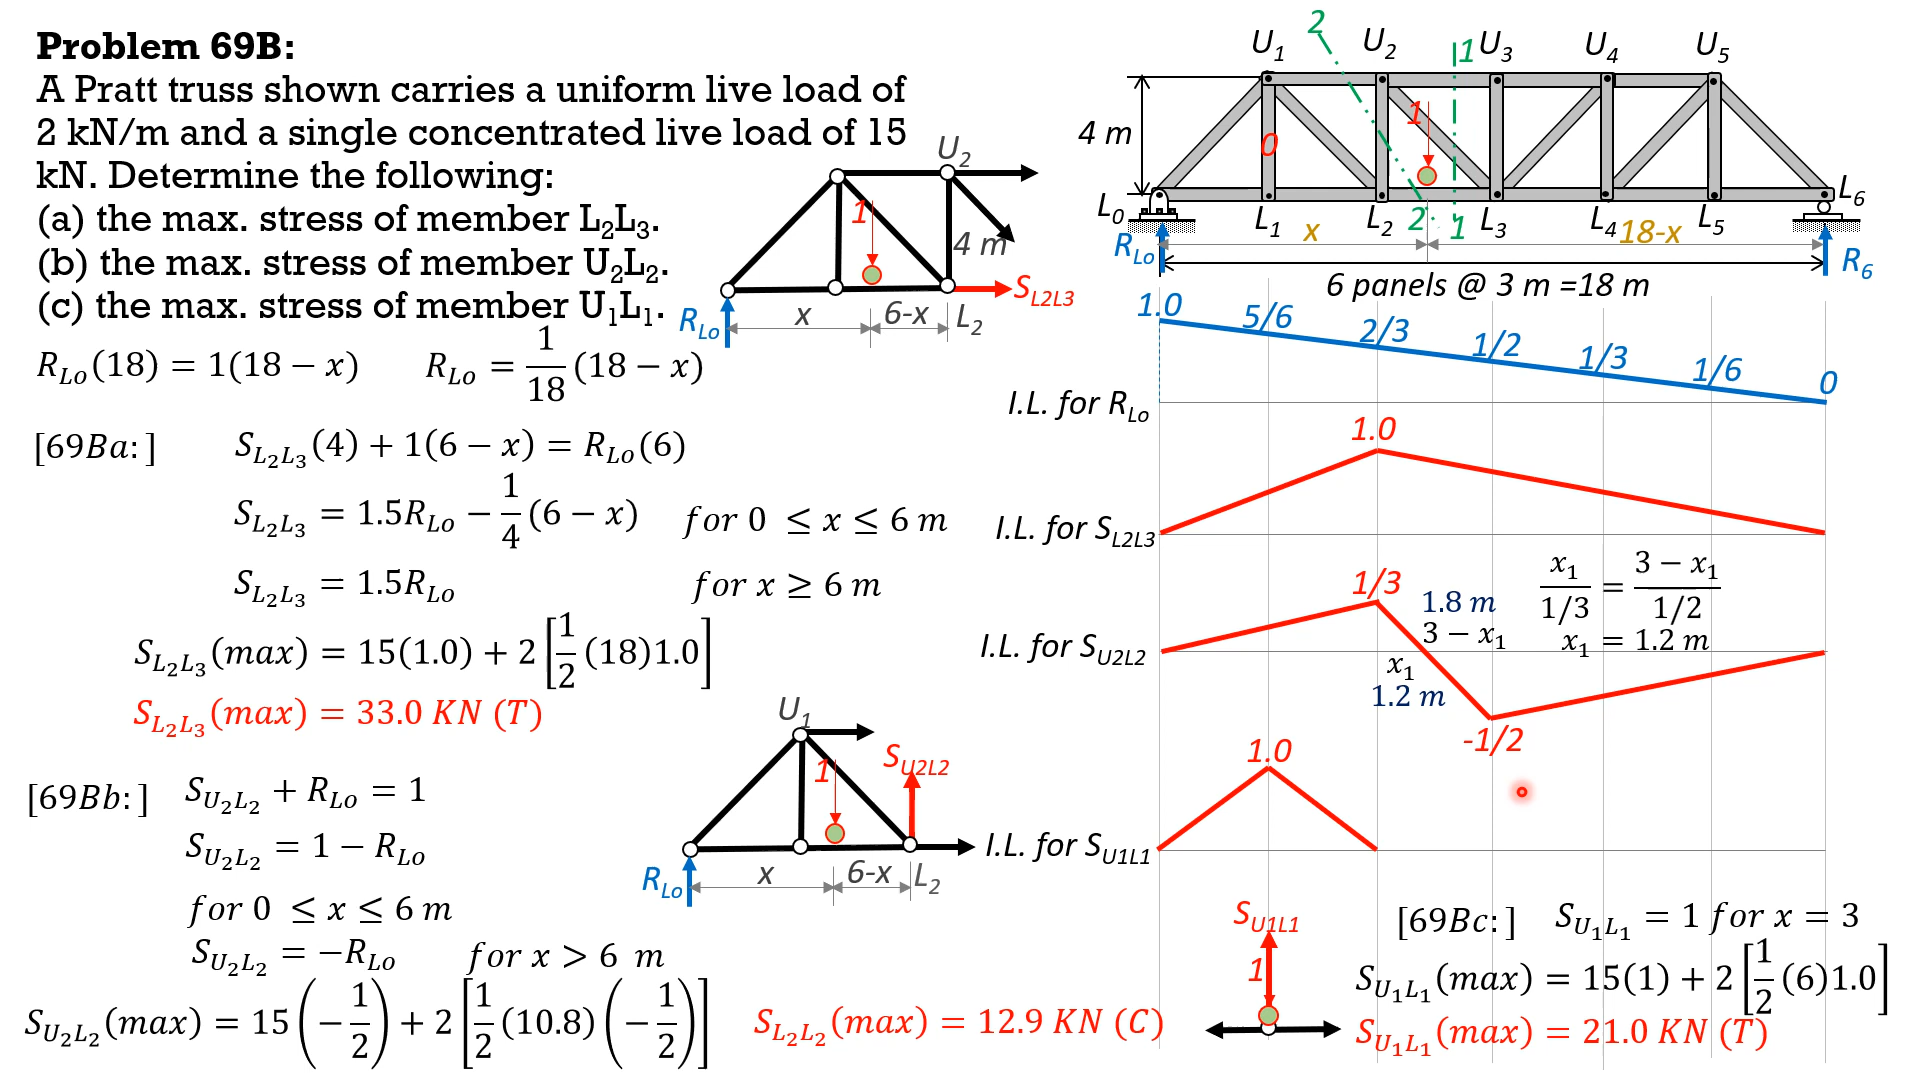 Problem 69B:
A Pratt truss shown carries a uniform live load of
2 kN/m and a single concentrated live load of 15
kN. Determine the following:
(a) the max. stress of member L₂L₃.
(b) the max. stress of member U₂L₂.
(c) the max. stress of member U₁L₁.
R_Lo(18) = 1(18 − x)
R_Lo = 1/18 (18 − x)
[69Ba:]
S_L₂L₃(4) + 1(6 − x) = R_Lo(6)
S_L₂L₃ = 1.5R_Lo − 1/4 (6 − x) for 0 ≤ x ≤ 6 m
S_L₂L₃ = 1.5R_Lo for x ≥ 6 m
S_L₂L₃(max) = 15(1.0) + 2[1/2 (18)1.0]
S_L₂L₃(max) = 33.0 KN (T)
[69Bb:]
S_U₂L₂ + R_Lo = 1
S_U₂L₂ = 1 − R_Lo
for 0 ≤ x ≤ 6 m
S_U₂L₂ = −R_Lo for x > 6 m
S_U₂L₂(max) = 15(−1/2) + 2[1/2 (10.8)(−1/2)]
S_L₂L₂(max) = 12.9 KN (C)
U₂
1
4 m
S_L2L3
R_Lo
x
6-x
L₂
U₁
1
S_U2L2
R_Lo
x
6-x
L₂
2
1
U₁
U₂
U₃
U₄
U₅
4 m
0
1
L₀
L₁
L₂
2
1
L₃
L₄
L₅
L₆
R_Lo
x
18-x
R₆
6 panels @ 3 m =18 m
1.0
5/6
2/3
1/2
1/3
1/6
0
I.L. for R_Lo
1.0
I.L. for S_L2L3
1/3
1.8 m
3 − x₁
x₁/(1/3) = (3 − x₁)/(1/2)
x₁ = 1.2 m
I.L. for S_U2L2
x₁
1.2 m
-1/2
1.0
I.L. for S_U1L1
S_U1L1
1
[69Bc:]
S_U₁L₁ = 1 for x = 3
S_U₁L₁(max) = 15(1) + 2[1/2 (6)1.0]
S_U₁L₁(max) = 21.0 KN (T)